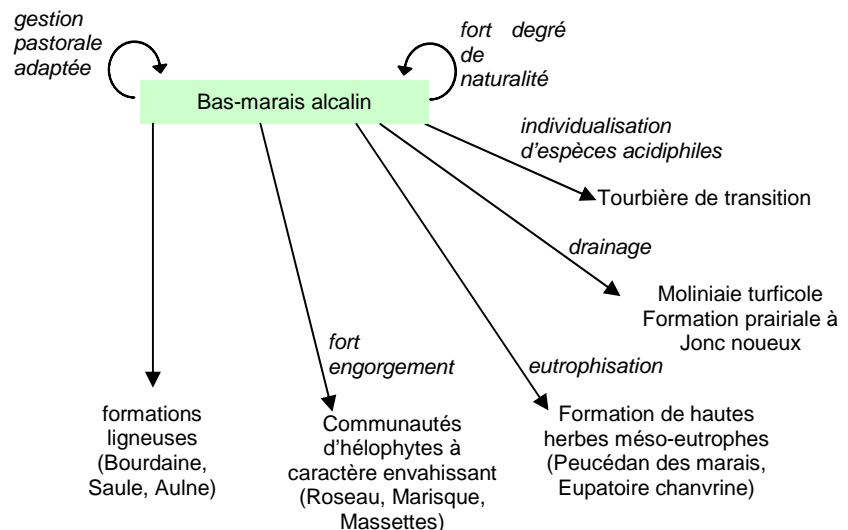 gestion
pastorale
adaptée
fort degré
de
naturalité
Bas-marais alcalin
individualisation
d'espèces acidiphiles
Tourbière de transition
drainage
Moliniaie turficole
Formation prairiale à
Jonc noueux
fort
engorgement
eutrophisation
formations
ligneuses
(Bourdaine,
Saule, Aulne)
Communautés
d'hélophytes à
caractère envahissant
(Roseau, Marisque,
Massettes)
Formation de hautes
herbes méso-eutrophes
(Peucédan des marais,
Eupatoire chanvrine)